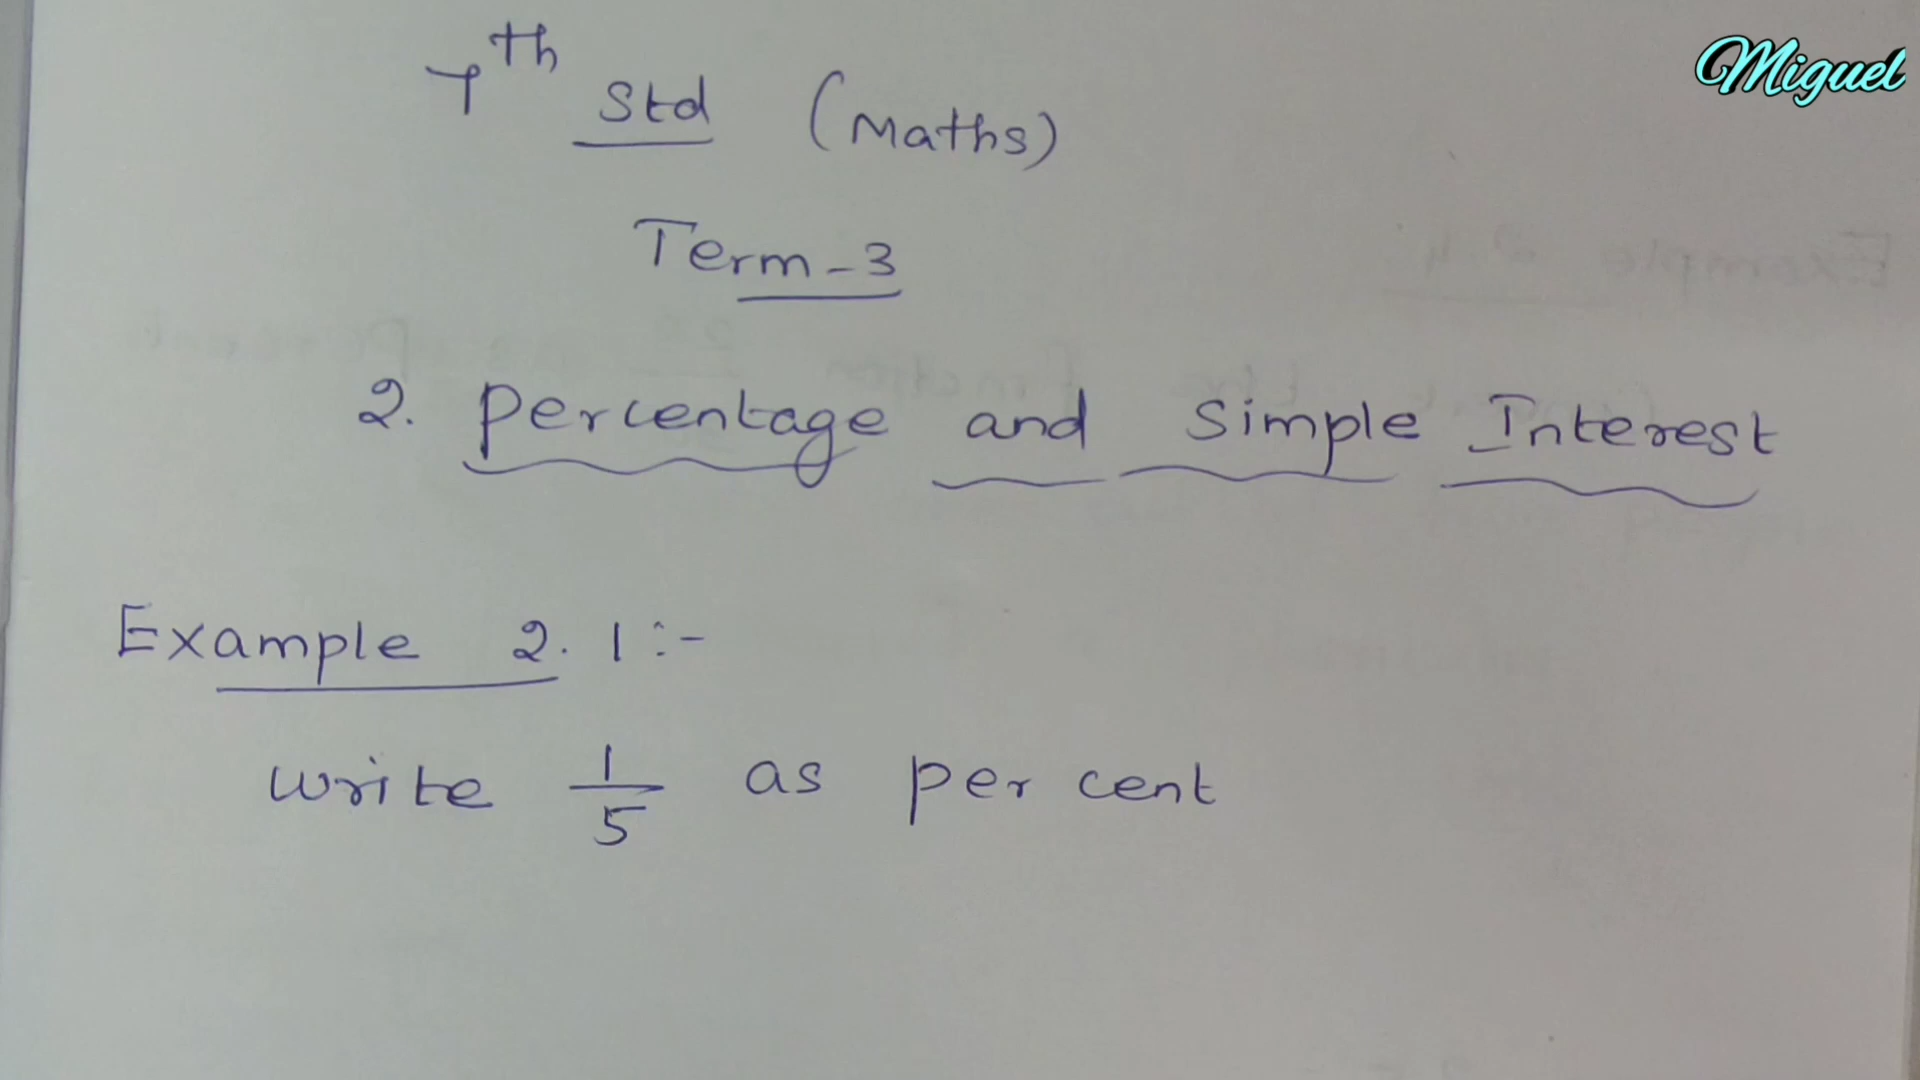 Miguel
7th Std (Maths)
Term-3
2. Percentage and Simple Interest
Example 2.1:-
Write 1/5 as per cent